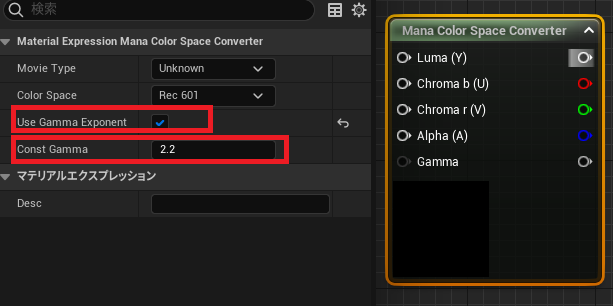 検索
Material Expression Mana Color Space Converter
Movie Type Unknown
Color Space Rec 601
Use Gamma Exponent
Const Gamma 2.2
マテリアルエクスプレッション
Desc
Mana Color Space Converter
Luma (Y)
Chroma b (U)
Chroma r (V)
Alpha (A)
Gamma